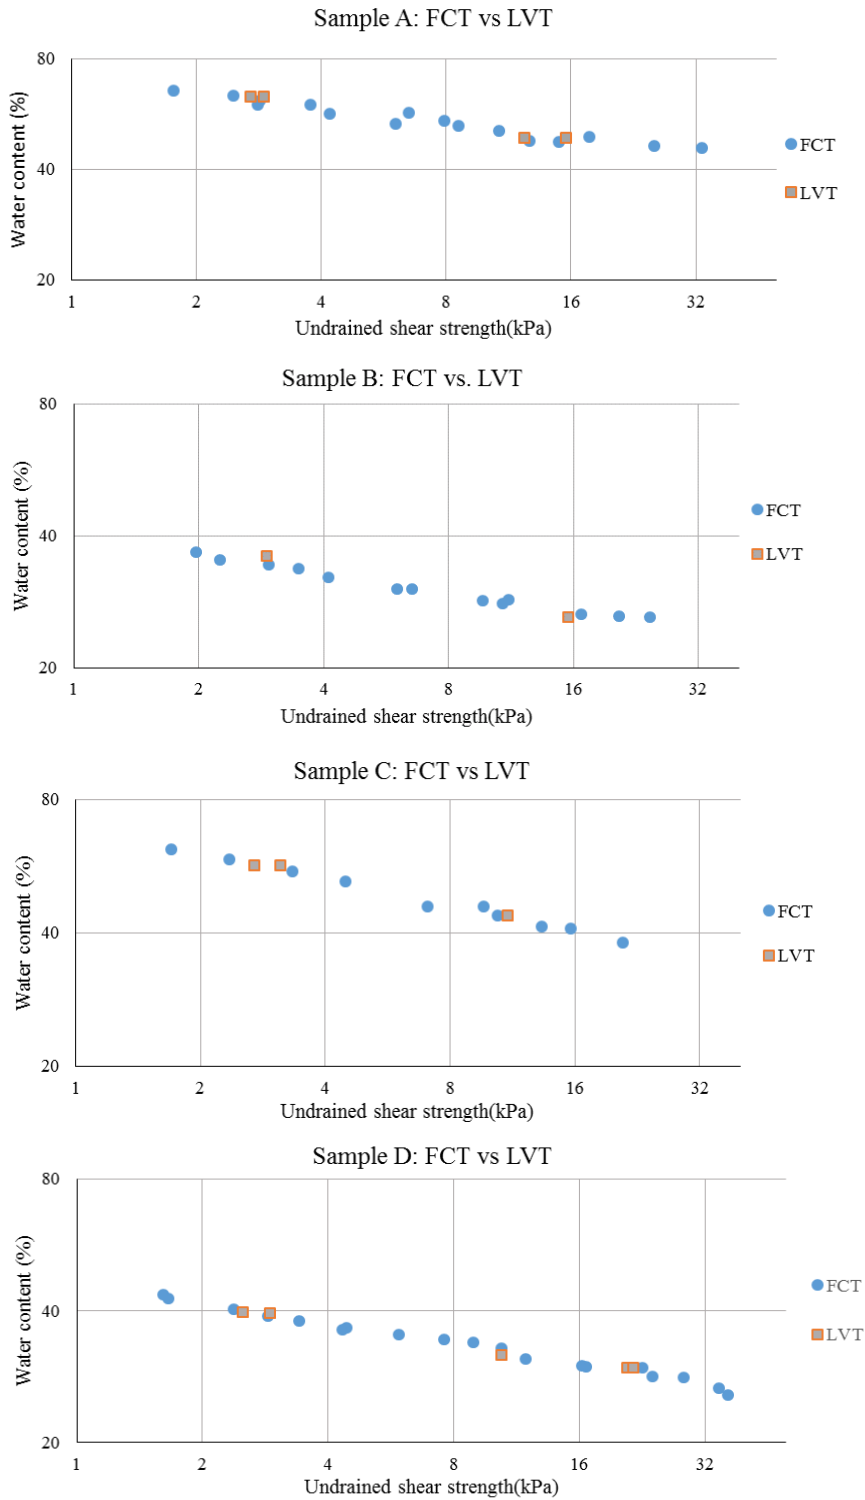 Sample A: FCT vs LVT
80
40
20
Water content (%)
1 2 4 8 16 32
Undrained shear strength(kPa)
FCT
LVT
Sample B: FCT vs. LVT
80
40
20
Water content (%)
1 2 4 8 16 32
Undrained shear strength(kPa)
FCT
LVT
Sample C: FCT vs LVT
80
40
20
Water content (%)
1 2 4 8 16 32
Undrained shear strength(kPa)
FCT
LVT
Sample D: FCT vs LVT
80
40
20
Water content (%)
1 2 4 8 16 32
Undrained shear strength(kPa)
FCT
LVT